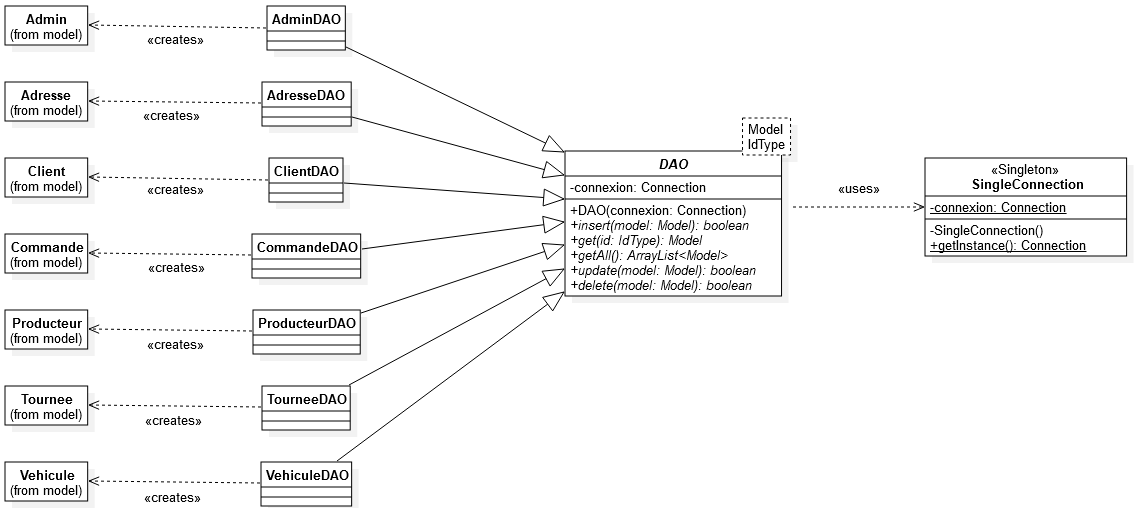 Admin
(from model)
«creates»
AdminDAO
Adresse
(from model)
«creates»
AdresseDAO
Client
(from model)
«creates»
ClientDAO
Commande
(from model)
«creates»
CommandeDAO
Producteur
(from model)
«creates»
ProducteurDAO
Tournee
(from model)
«creates»
TourneeDAO
Vehicule
(from model)
«creates»
VehiculeDAO
Model
IdType
DAO
-connexion: Connection
+DAO(connexion: Connection)
+insert(model: Model): boolean
+get(id: IdType): Model
+getAll(): ArrayList<Model>
+update(model: Model): boolean
+delete(model: Model): boolean
«uses»
«Singleton»
SingleConnection
-connexion: Connection
-SingleConnection()
+getInstance(): Connection